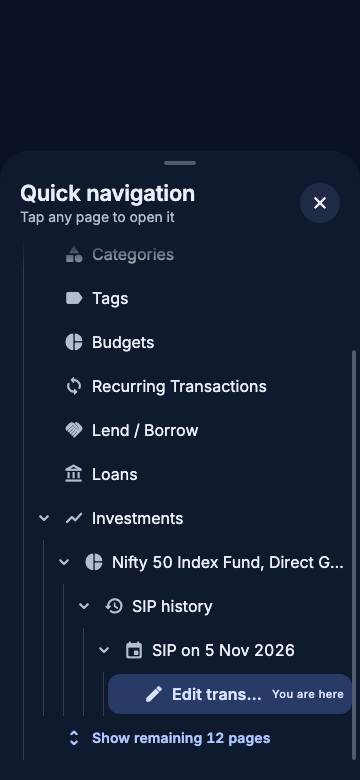 Quick navigation
Tap any page to open it
Categories
Tags
Budgets
Recurring Transactions
Lend / Borrow
Loans
Investments
Nifty 50 Index Fund, Direct G...
SIP history
SIP on 5 Nov 2026
Edit trans... You are here
Show remaining 12 pages